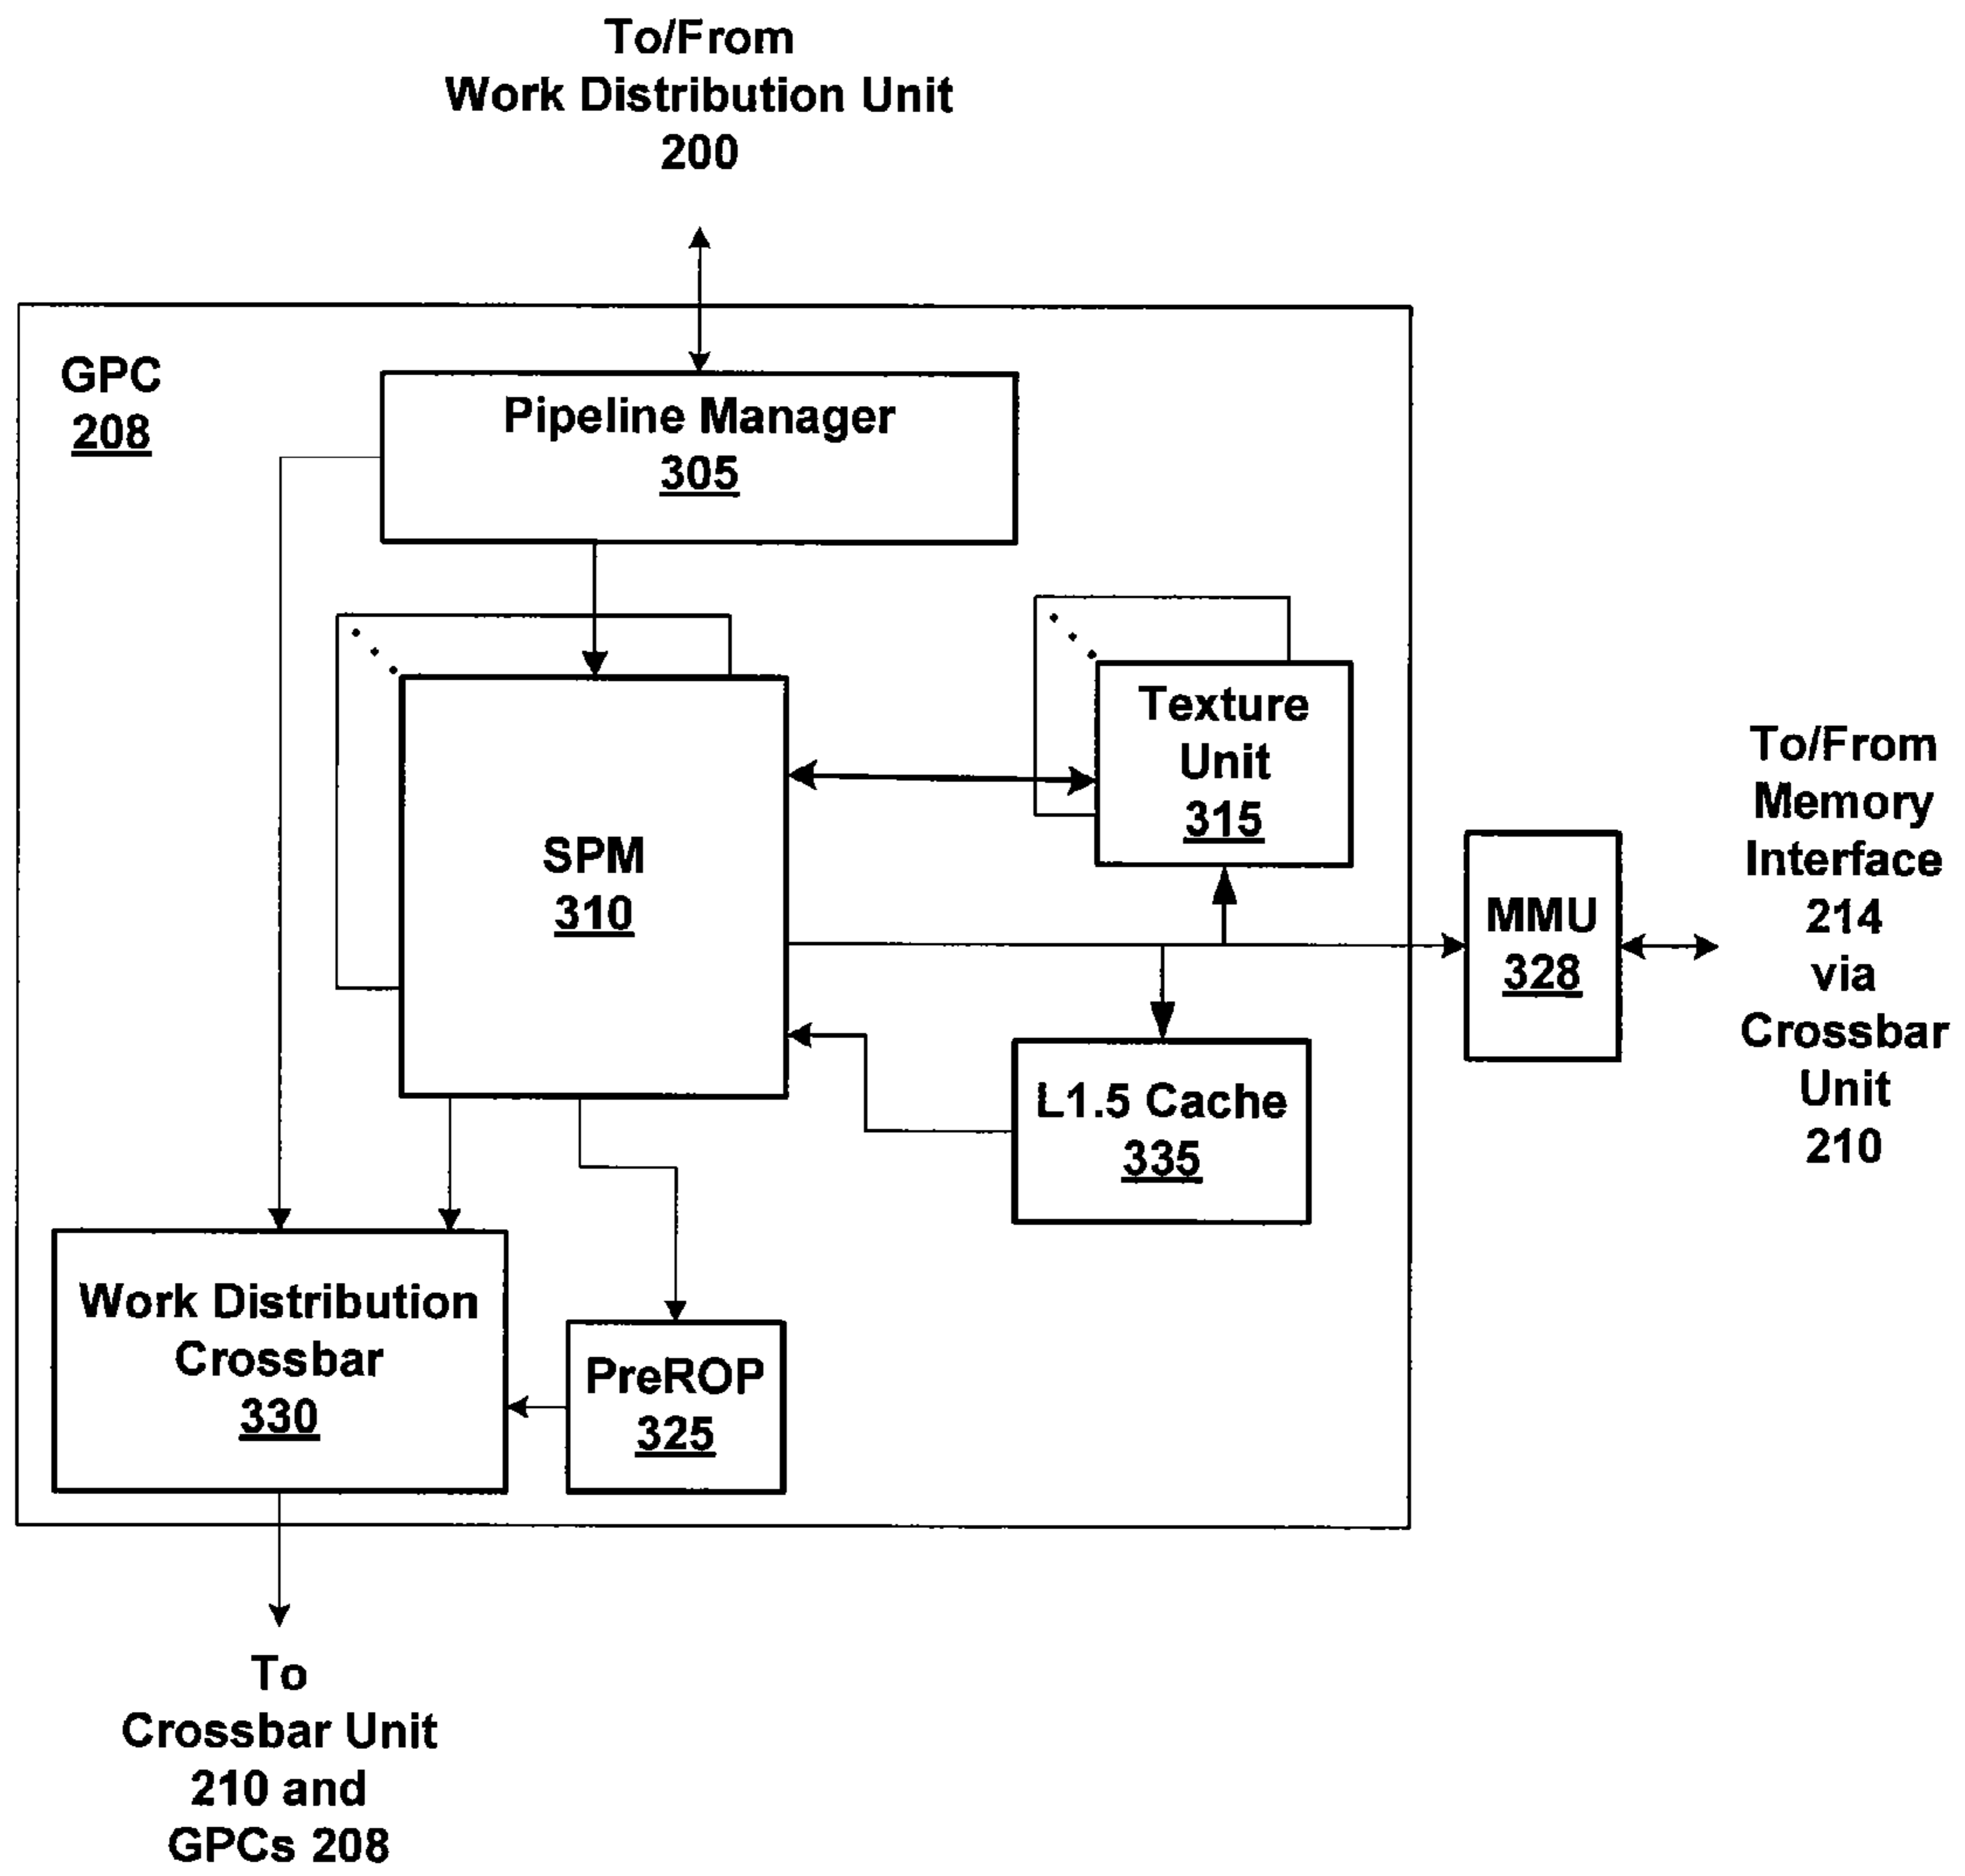 To/From
Work Distribution Unit
200
GPC
208
Pipeline Manager
305
Texture
Unit
315
SPM
310
To/From
Memory
Interface
214
via
Crossbar
Unit
210
MMU
328
L1.5 Cache
335
Work Distribution
Crossbar
330
PreROP
325
To
Crossbar Unit
210 and
GPCs 208